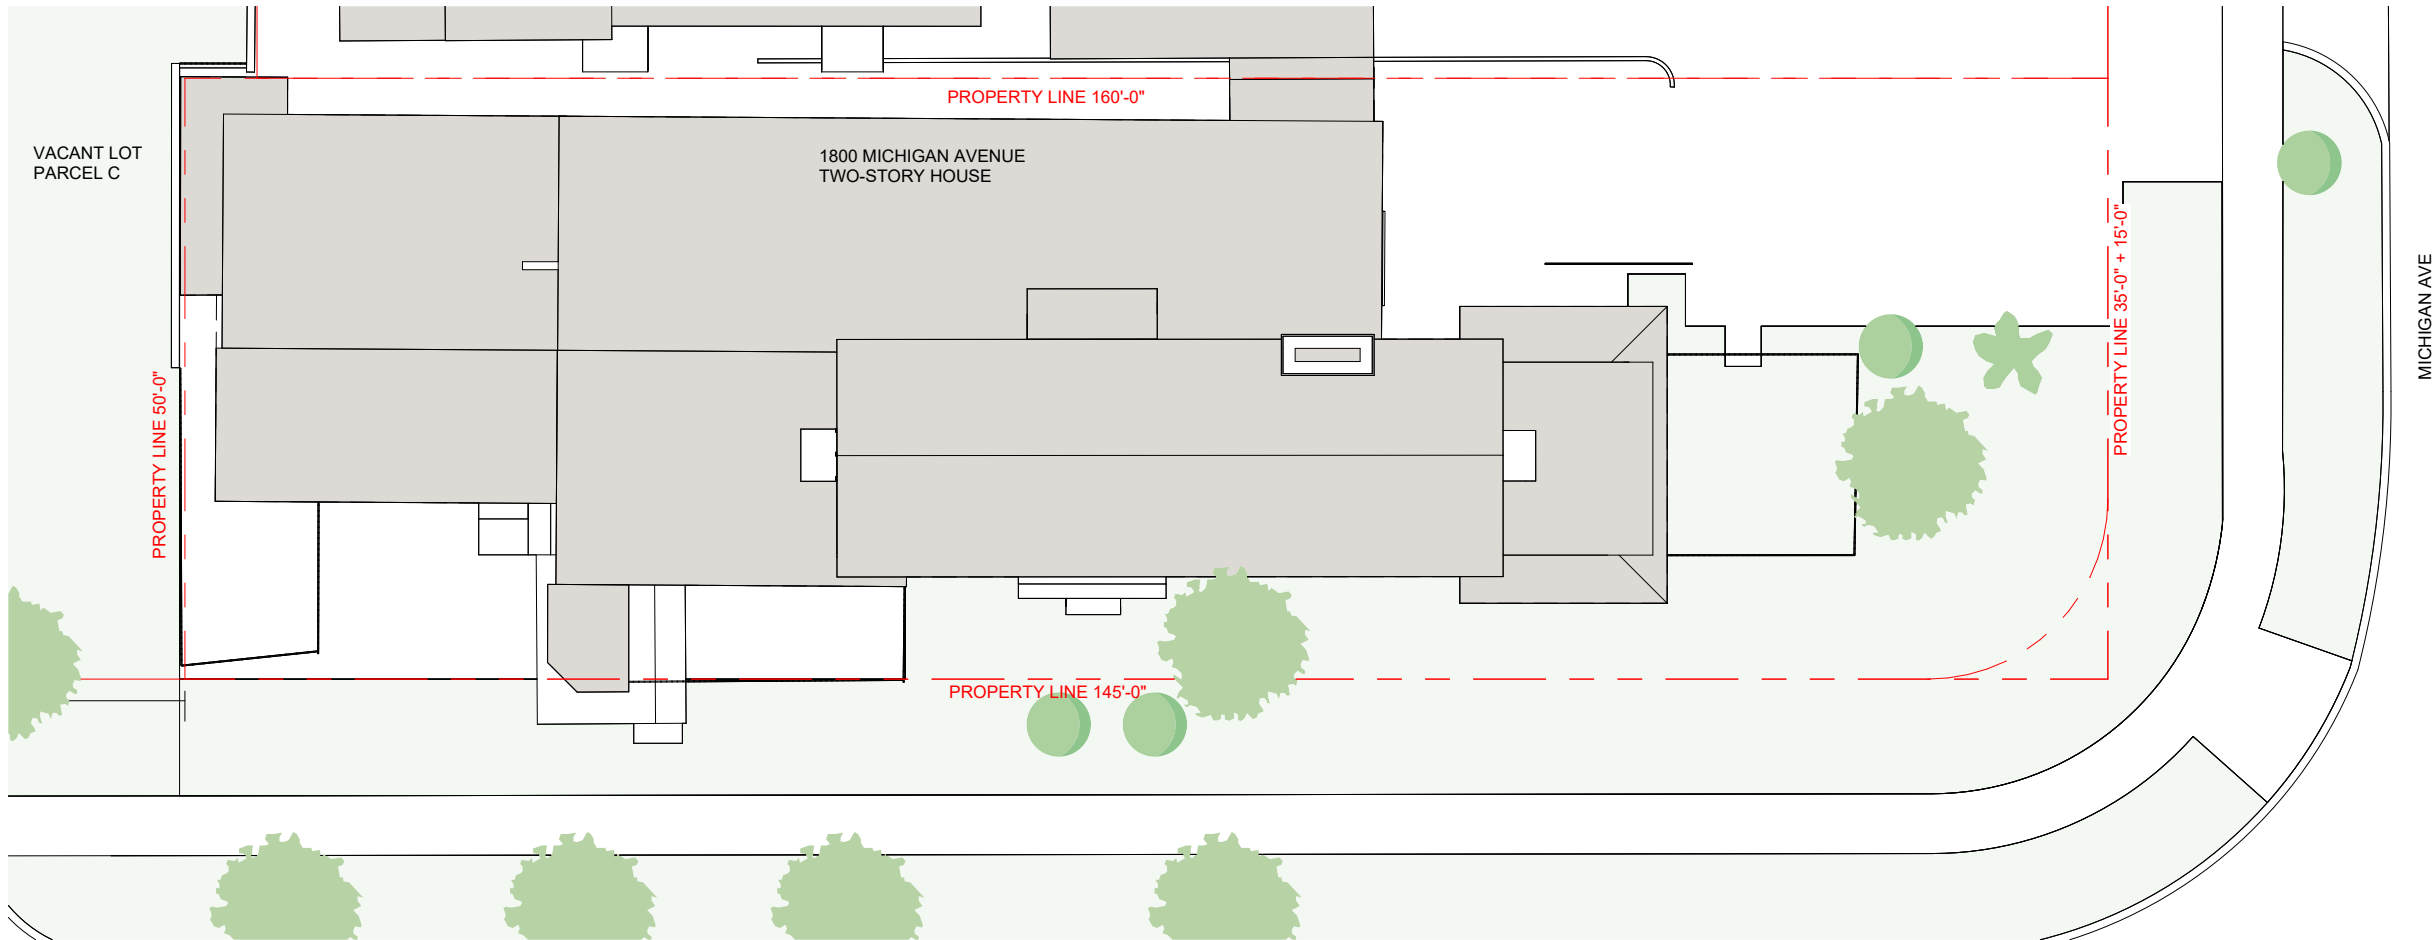 PROPERTY LINE 160'-0"
VACANT LOT
PARCEL C
1800 MICHIGAN AVENUE
TWO-STORY HOUSE
PROPERTY LINE 35'-0" + 15'-0"
MICHIGAN AVE
PROPERTY LINE 50'-0"
PROPERTY LINE 145'-0"